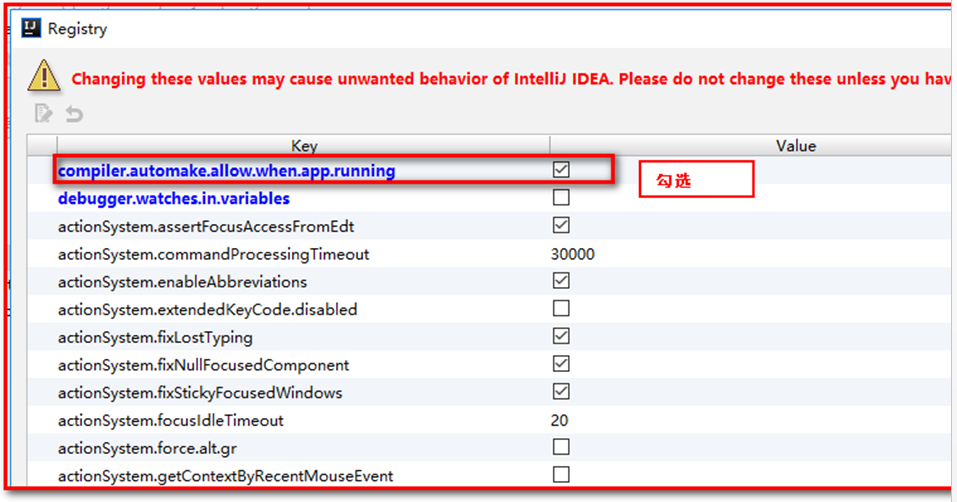 Registry
Changing these values may cause unwanted behavior of IntelliJ IDEA. Please do not change these unless you hav
Key Value
compiler.automake.allow.when.app.running
勾选
debugger.watches.in.variables
actionSystem.assertFocusAccessFromEdt
actionSystem.commandProcessingTimeout 30000
actionSystem.enableAbbreviations
actionSystem.extendedKeyCode.disabled
actionSystem.fixLostTyping
actionSystem.fixNullFocusedComponent
actionSystem.fixStickyFocusedWindows
actionSystem.focusIdleTimeout 20
actionSystem.force.alt.gr
actionSystem.getContextByRecentMouseEvent